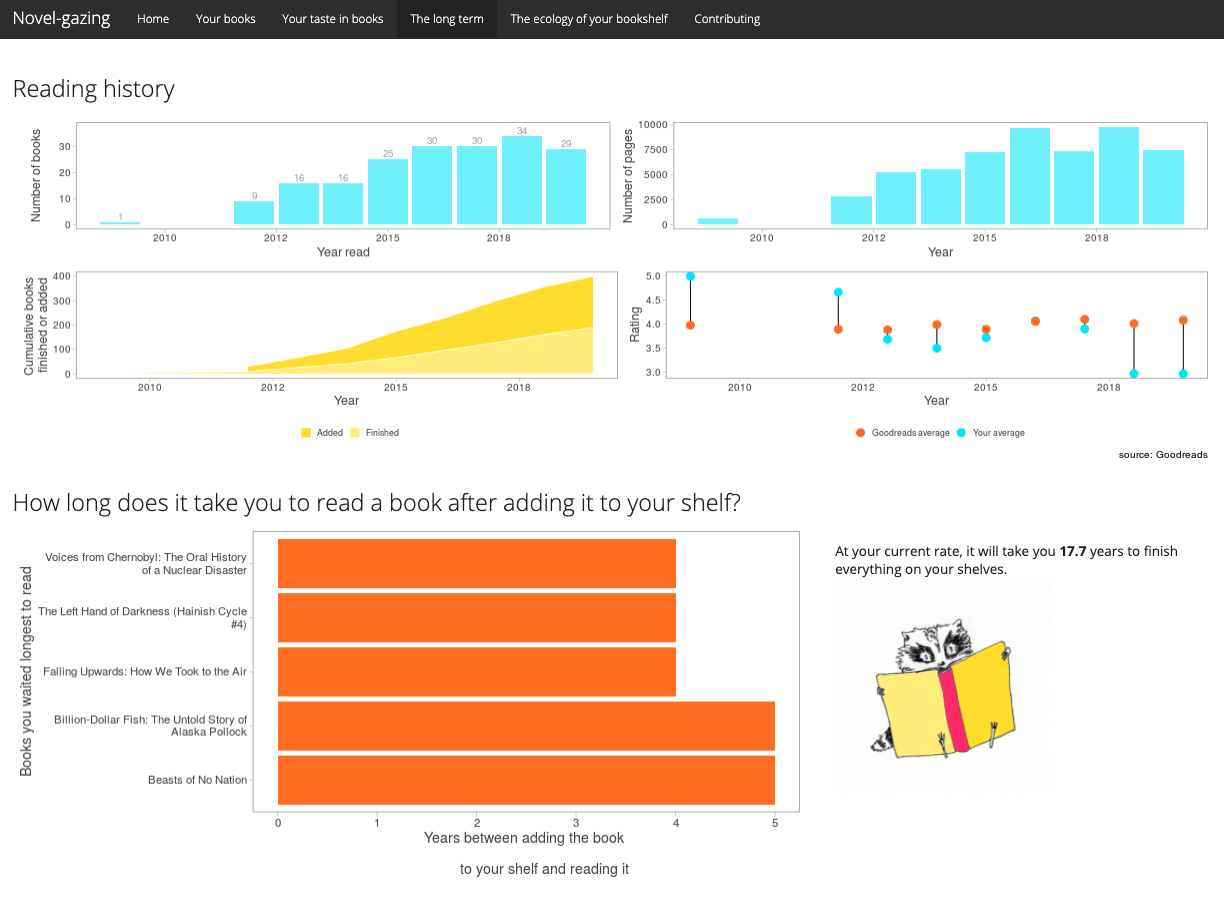 Novel-gazing Home Your books Your taste in books The long term The ecology of your bookshelf Contributing
Reading history
Number of books
30
20
10
0
1
9
16
16
25
30
30
34
29
2010 2012 2015 2018
Year read
Number of pages
10000
7500
5000
2500
0
2010 2012 2015 2018
Year
Cumulative books
finished or added
400
300
200
100
0
2010 2012 2015 2018
Year
Added Finished
Rating
5.0
4.5
4.0
3.5
3.0
2010 2012 2015 2018
Year
Goodreads average Your average
source: Goodreads
How long does it take you to read a book after adding it to your shelf?
Books you waited longest to read
Voices from Chernobyl: The Oral History
of a Nuclear Disaster
The Left Hand of Darkness (Hainish Cycle
#4)
Falling Upwards: How We Took to the Air
Billion-Dollar Fish: The Untold Story of
Alaska Pollock
Beasts of No Nation
0 1 2 3 4 5
Years between adding the book
to your shelf and reading it
At your current rate, it will take you 17.7 years to finish
everything on your shelves.